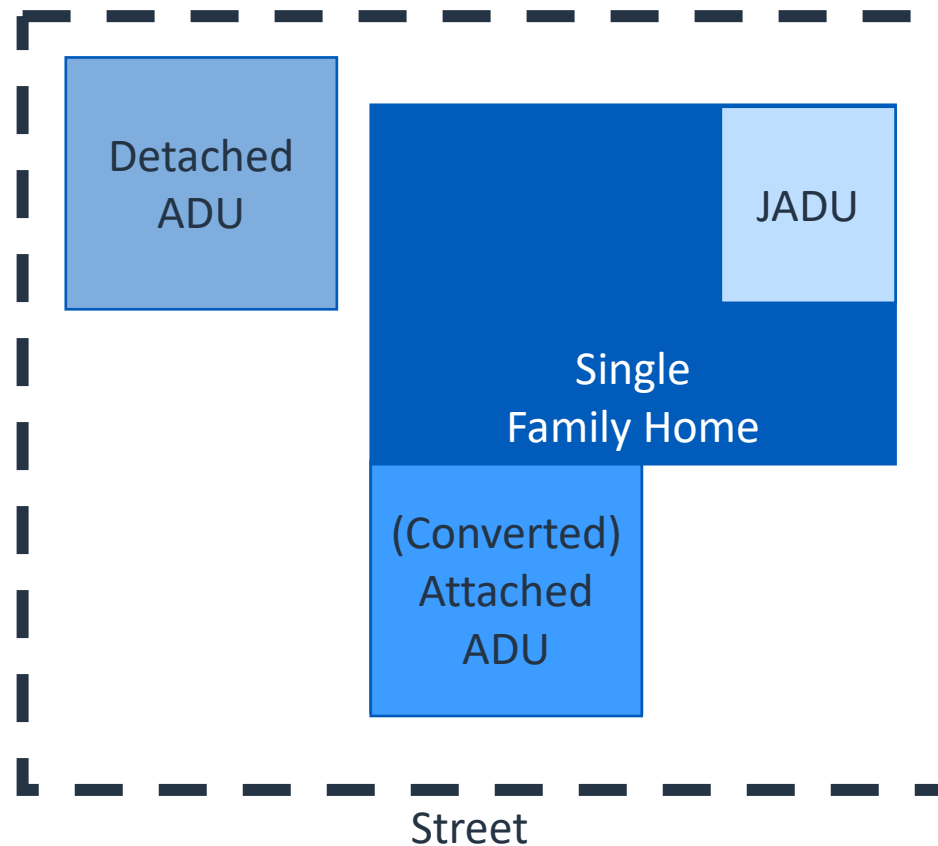 Detached
ADU
JADU
Single
Family Home
(Converted)
Attached
ADU
Street